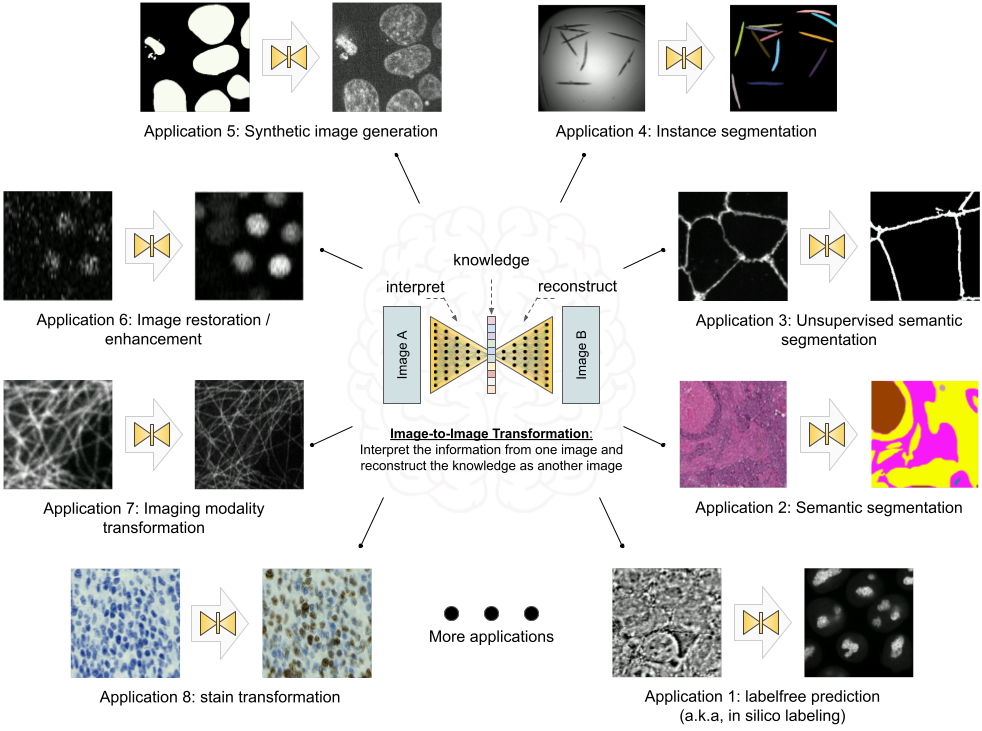 Application 5: Synthetic image generation
Application 4: Instance segmentation
Application 6: Image restoration /
enhancement
knowledge
interpret
reconstruct
Image A
Image B
Application 3: Unsupervised semantic
segmentation
Image-to-Image Transformation:
Interpret the information from one image and
reconstruct the knowledge as another image
Application 7: Imaging modality
transformation
Application 2: Semantic segmentation
More applications
Application 8: stain transformation
Application 1: labelfree prediction
(a.k.a, in silico labeling)